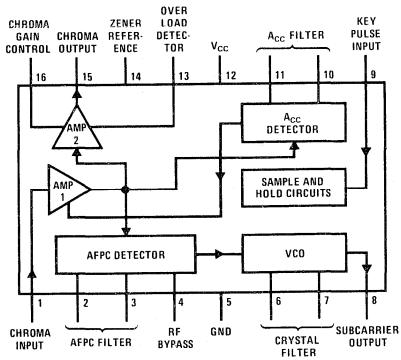 CHROMA GAIN CONTROL
CHROMA OUTPUT
ZENER REFER- ENCE
OVER LOAD DETEC- TOR
VCC
ACC FILTER
KEY PULSE INPUT
16 15 14 13 12 11 10 9
AMP 2
ACC DETECTOR
AMP 1
SAMPLE AND HOLD CIRCUITS
AFPC DETECTOR
VCO
1 2 3 4 5 6 7 8
CHROMA INPUT
AFPC FILTER
RF BYPASS
GND
CRYSTAL FILTER
SUBCARRIER OUTPUT